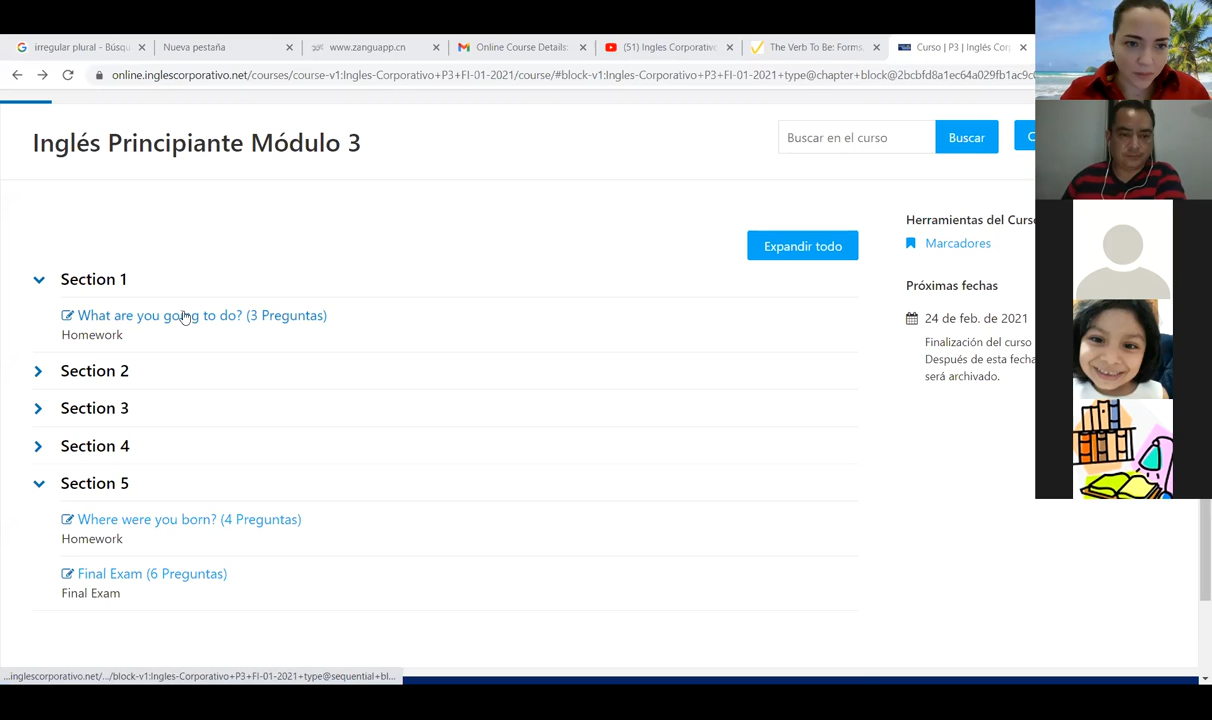 irregular plural - Búsqu
Nueva pestaña
www.zanguapp.cn
Online Course Details:
(51) Ingles Corporativo
The Verb To Be: Forms,
Curso | P3 | Inglés Cor
online.inglescorporativo.net/courses/course-v1:Ingles-Corporativo+P3+FI-01-2021/course/#block-v1:Ingles-Corporativo+P3+FI-01-2021+type@chapter+block@2bcbfd8a1ec64a029fb1ac9c
Inglés Principiante Módulo 3
Buscar en el curso
Buscar
C
Herramientas del Curs
Marcadores
Expandir todo
Section 1
What are you going to do? (3 Preguntas)
Homework
Próximas fechas
24 de feb. de 2021
Finalización del curso
Después de esta fecha
será archivado.
Section 2
Section 3
Section 4
Section 5
Where were you born? (4 Preguntas)
Homework
Final Exam (6 Preguntas)
Final Exam
...inglescorporativo.net/.../block-v1:Ingles-Corporativo+P3+FI-01-2021+type@sequential+bl...